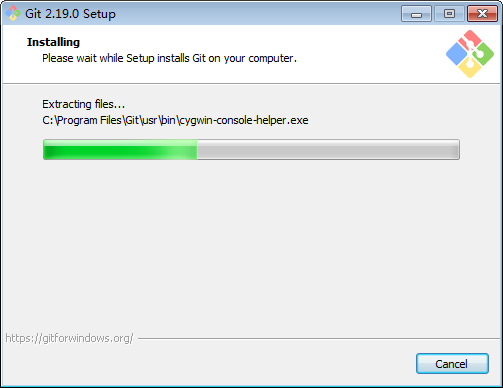 Git 2.19.0 Setup
Installing
Please wait while Setup installs Git on your computer.
Extracting files...
C:\Program Files\Git\usr\bin\cygwin-console-helper.exe
https://gitforwindows.org/
Cancel